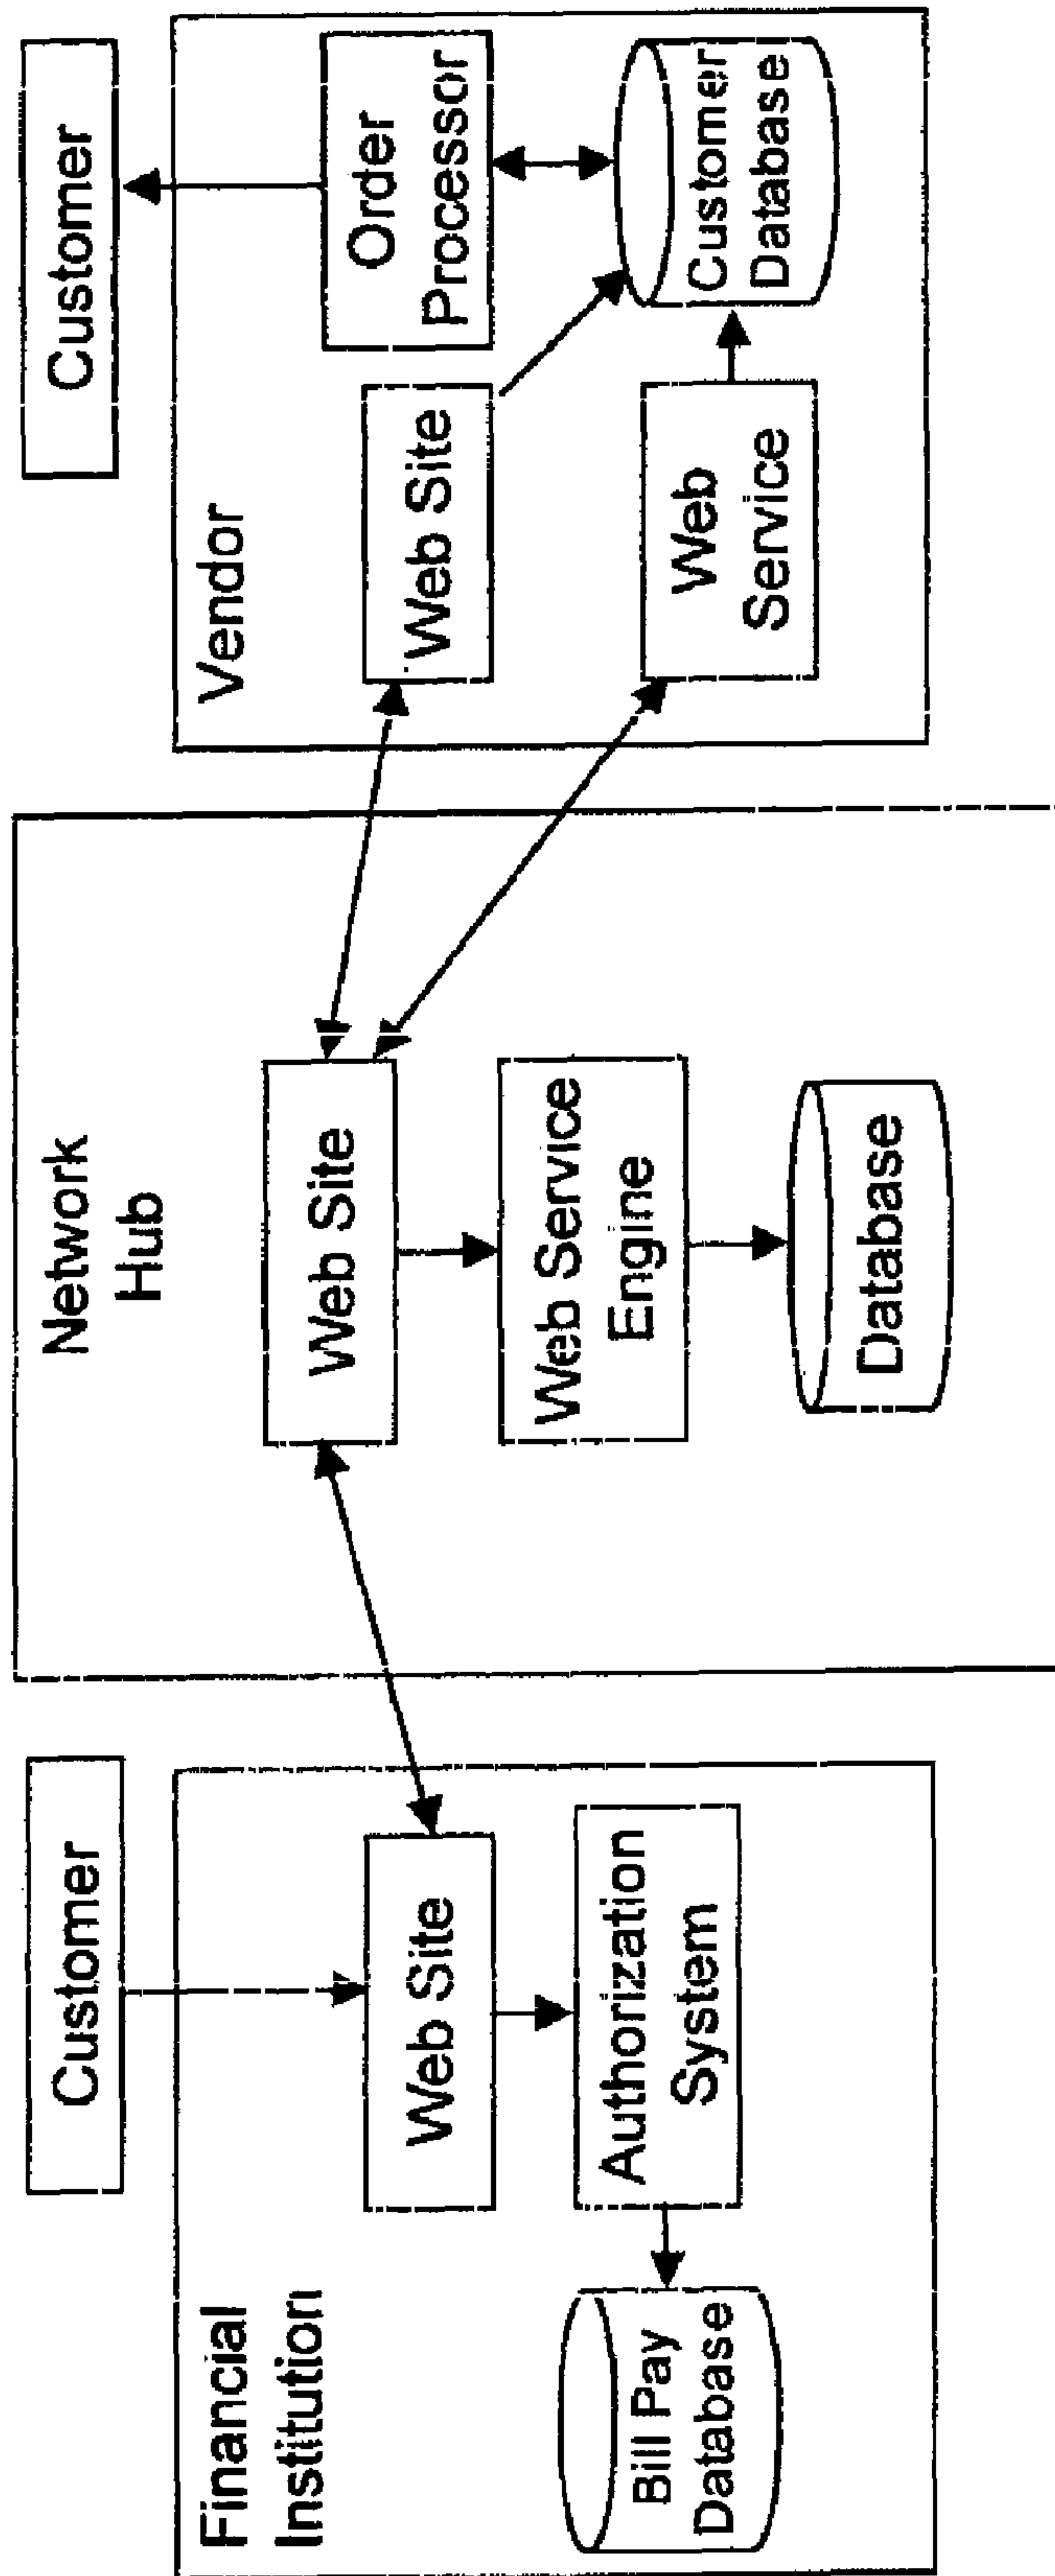 Customer
Financial
Institution
Web Site
Authorization
System
Bill Pay
Database
Network
Hub
Web Site
Web Service
Engine
Database
Customer
Vendor
Web Site
Order
Processor
Web
Service
Customer
Database